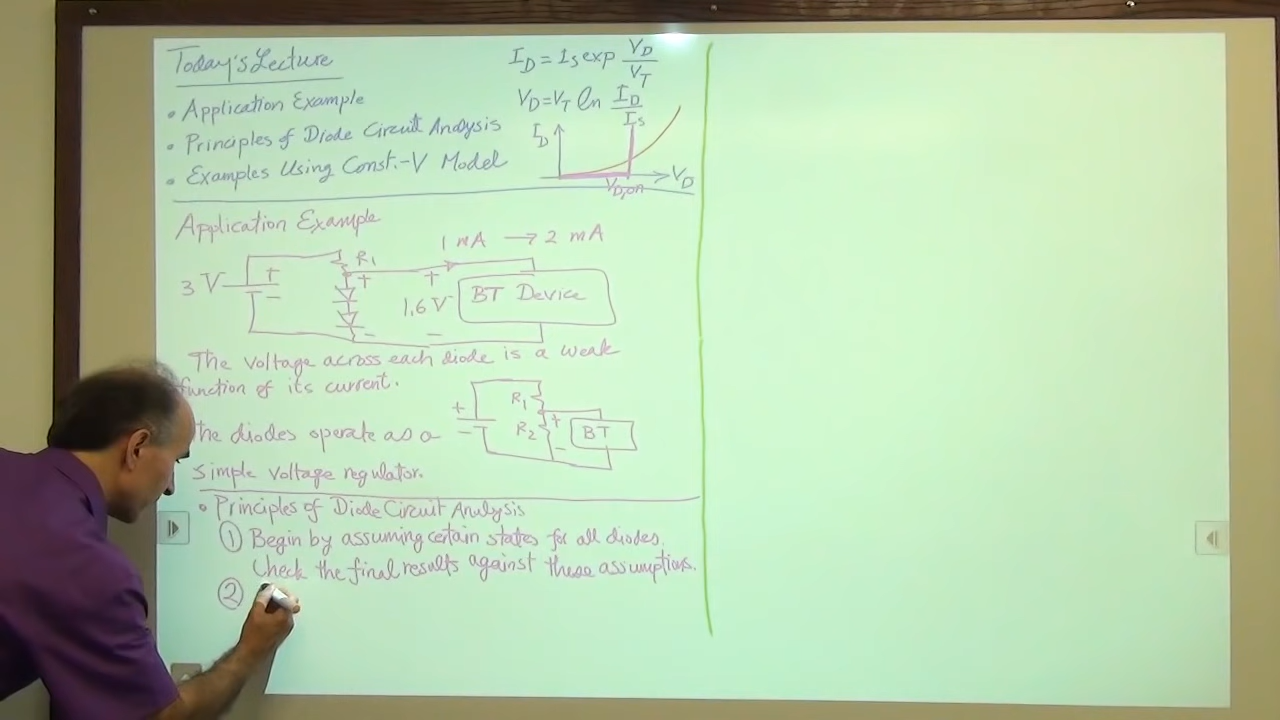 Today's Lecture
• Application Example
• Principles of Diode Circuit Analysis
• Examples Using Const.-V Model
I_D = I_S exp V_D/V_T
V_D = V_T ln I_D/I_S
I_D
V_D
V_D,on
Application Example
1 mA → 2 mA
R1
3 V
+
−
+
−
+
1.6 V
−
BT Device
The voltage across each diode is a weak
function of its current.
The diodes operate as a
simple voltage regulator.
+
−
R1
R2
+
−
BT
• Principles of Diode Circuit Analysis
① Begin by assuming certain states for all diodes.
Check the final results against these assumptions.
②